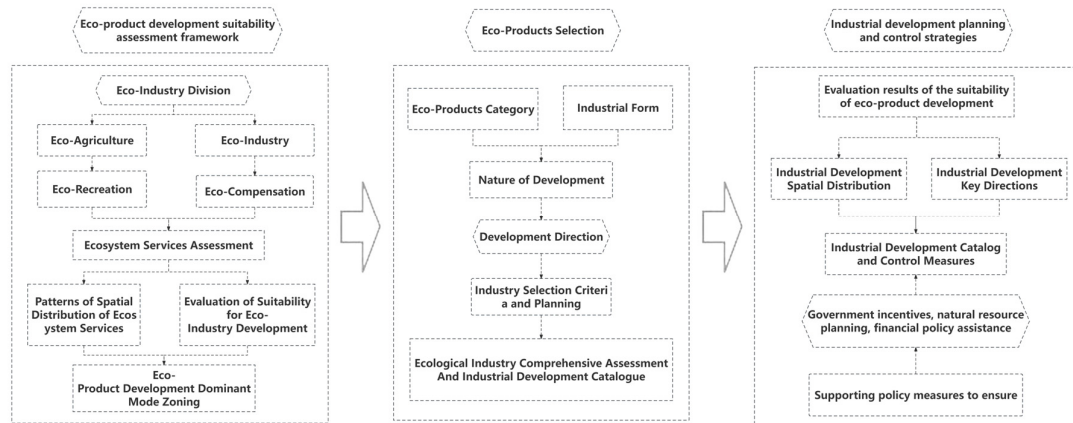 Eco-product development suitability
assessment framework
Eco-Industry Division
Eco-Agriculture
Eco-Industry
Eco-Recreation
Eco-Compensation
Ecosystem Services Assessment
Patterns of Spatial
Distribution of Ecos
ystem Services
Evaluation of Suitability
for Eco-
Industry Development
Eco-
Product Development Dominant
Mode Zoning
Eco-Products Selection
Eco-Products Category
Industrial Form
Nature of Development
Development Direction
Industry Selection Criteri
a and Planning
Ecological Industry Comprehensive Assessment
And Industrial Development Catalogue
Industrial development planning
and control strategies
Evaluation results of the suitability
of eco-product development
Industrial Development
Spatial Distribution
Industrial Development
Key Directions
Industrial Development Catalog
and Control Measures
Government incentives, natural resource
planning, financial policy assistance
Supporting policy measures to ensure